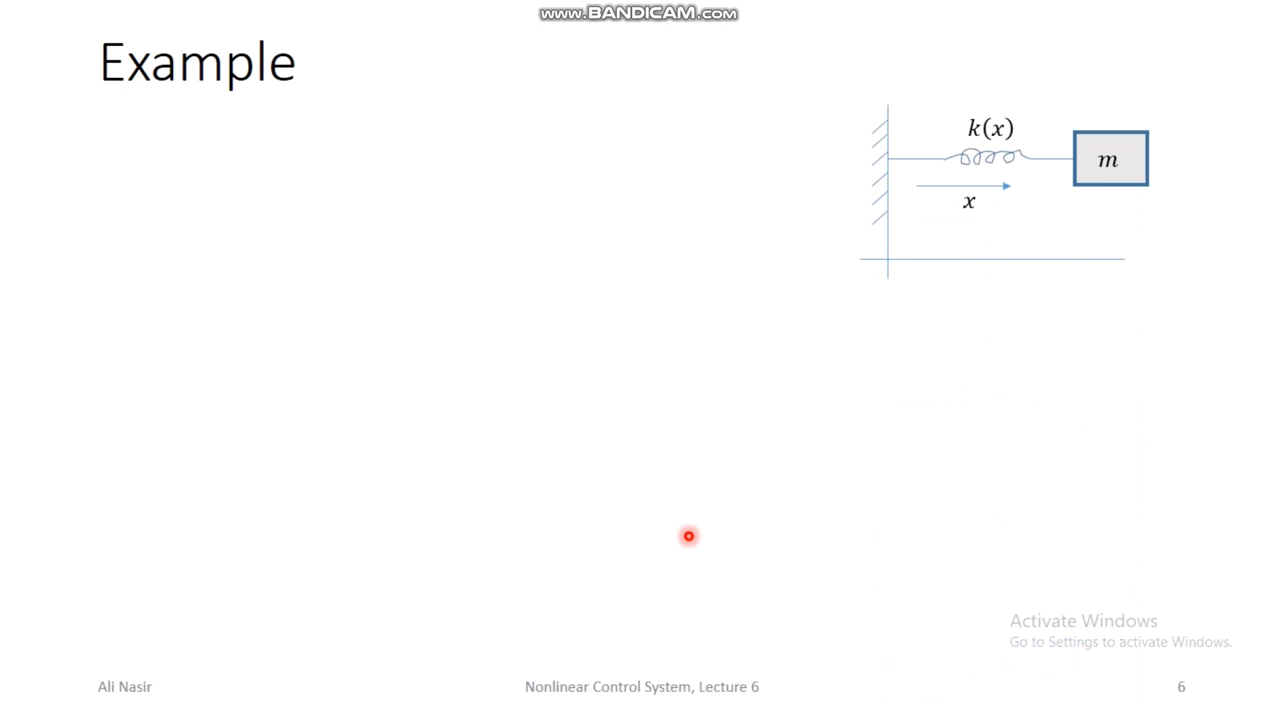 www.BANDICAM.com
Example
k(x)
m
x
Activate Windows
Go to Settings to activate Windows.
Ali Nasir
Nonlinear Control System, Lecture 6
6